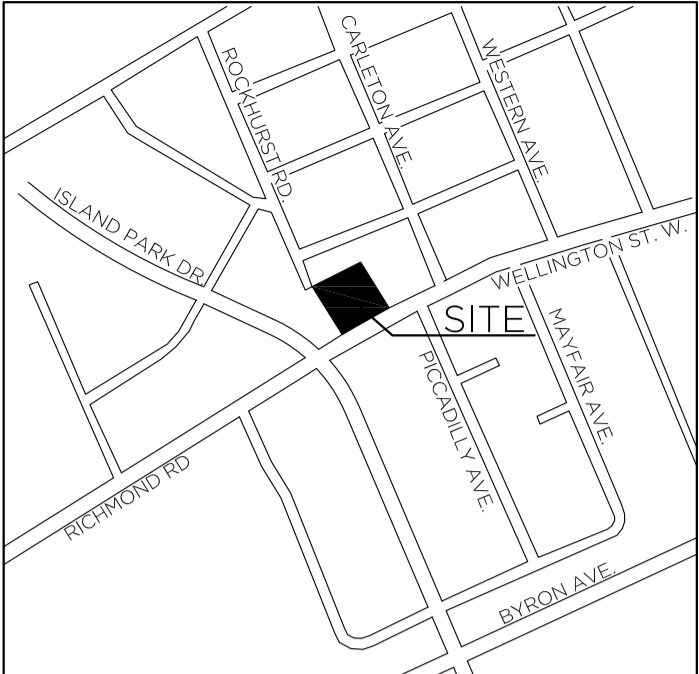 ROCKHURST RD.
CARLETON AVE.
WESTERN AVE.
ISLAND PARK DR
WELLINGTON ST. W.
SITE
PICCADILLY AVE.
MAYFAIR AVE.
RICHMOND RD
BYRON AVE.